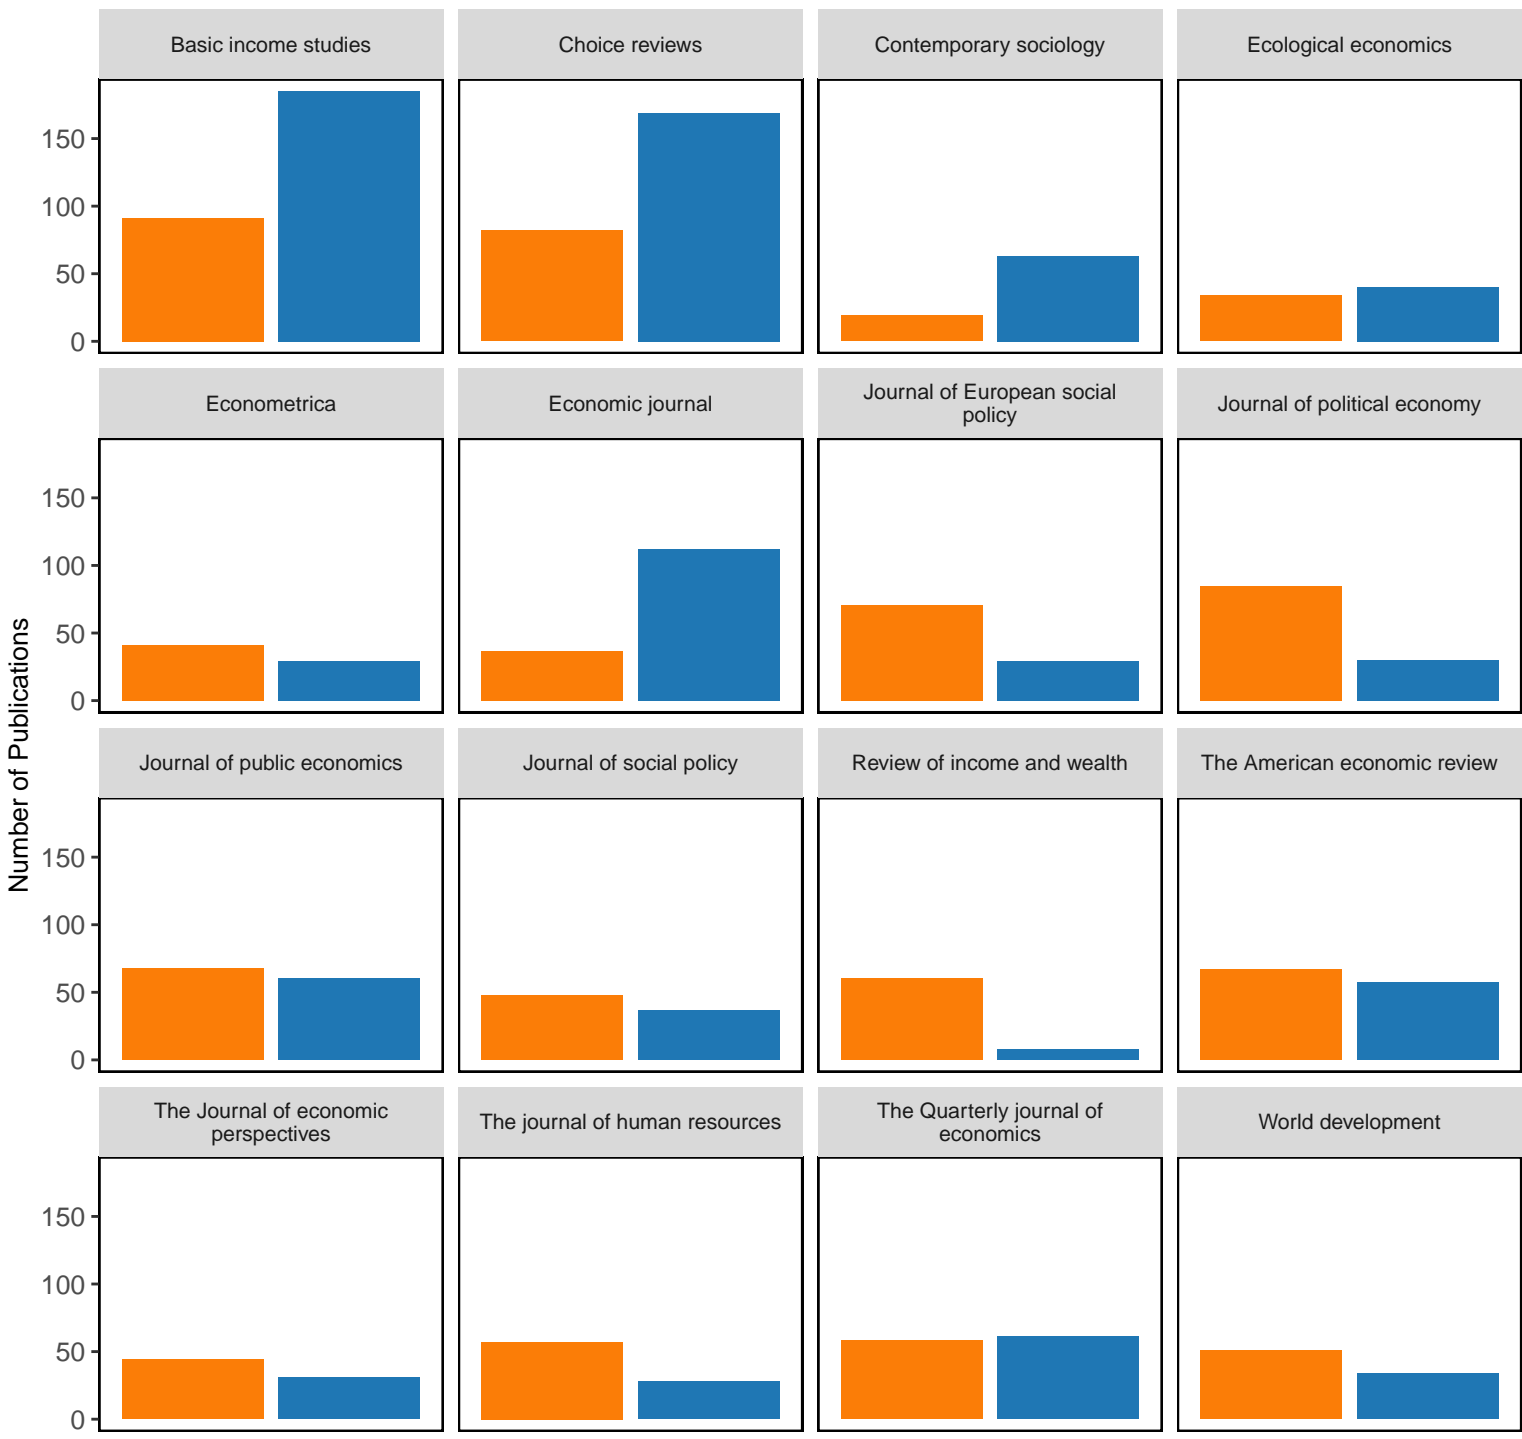 Basic income studies
Choice reviews
Contemporary sociology
Ecological economics
150
100
50
0
Econometrica
Economic journal
Journal of European social
policy
Journal of political economy
150
100
50
0
Number of Publications
Journal of public economics
Journal of social policy
Review of income and wealth
The American economic review
150
100
50
0
The Journal of economic
perspectives
The journal of human resources
The Quarterly journal of
economics
World development
150
100
50
0